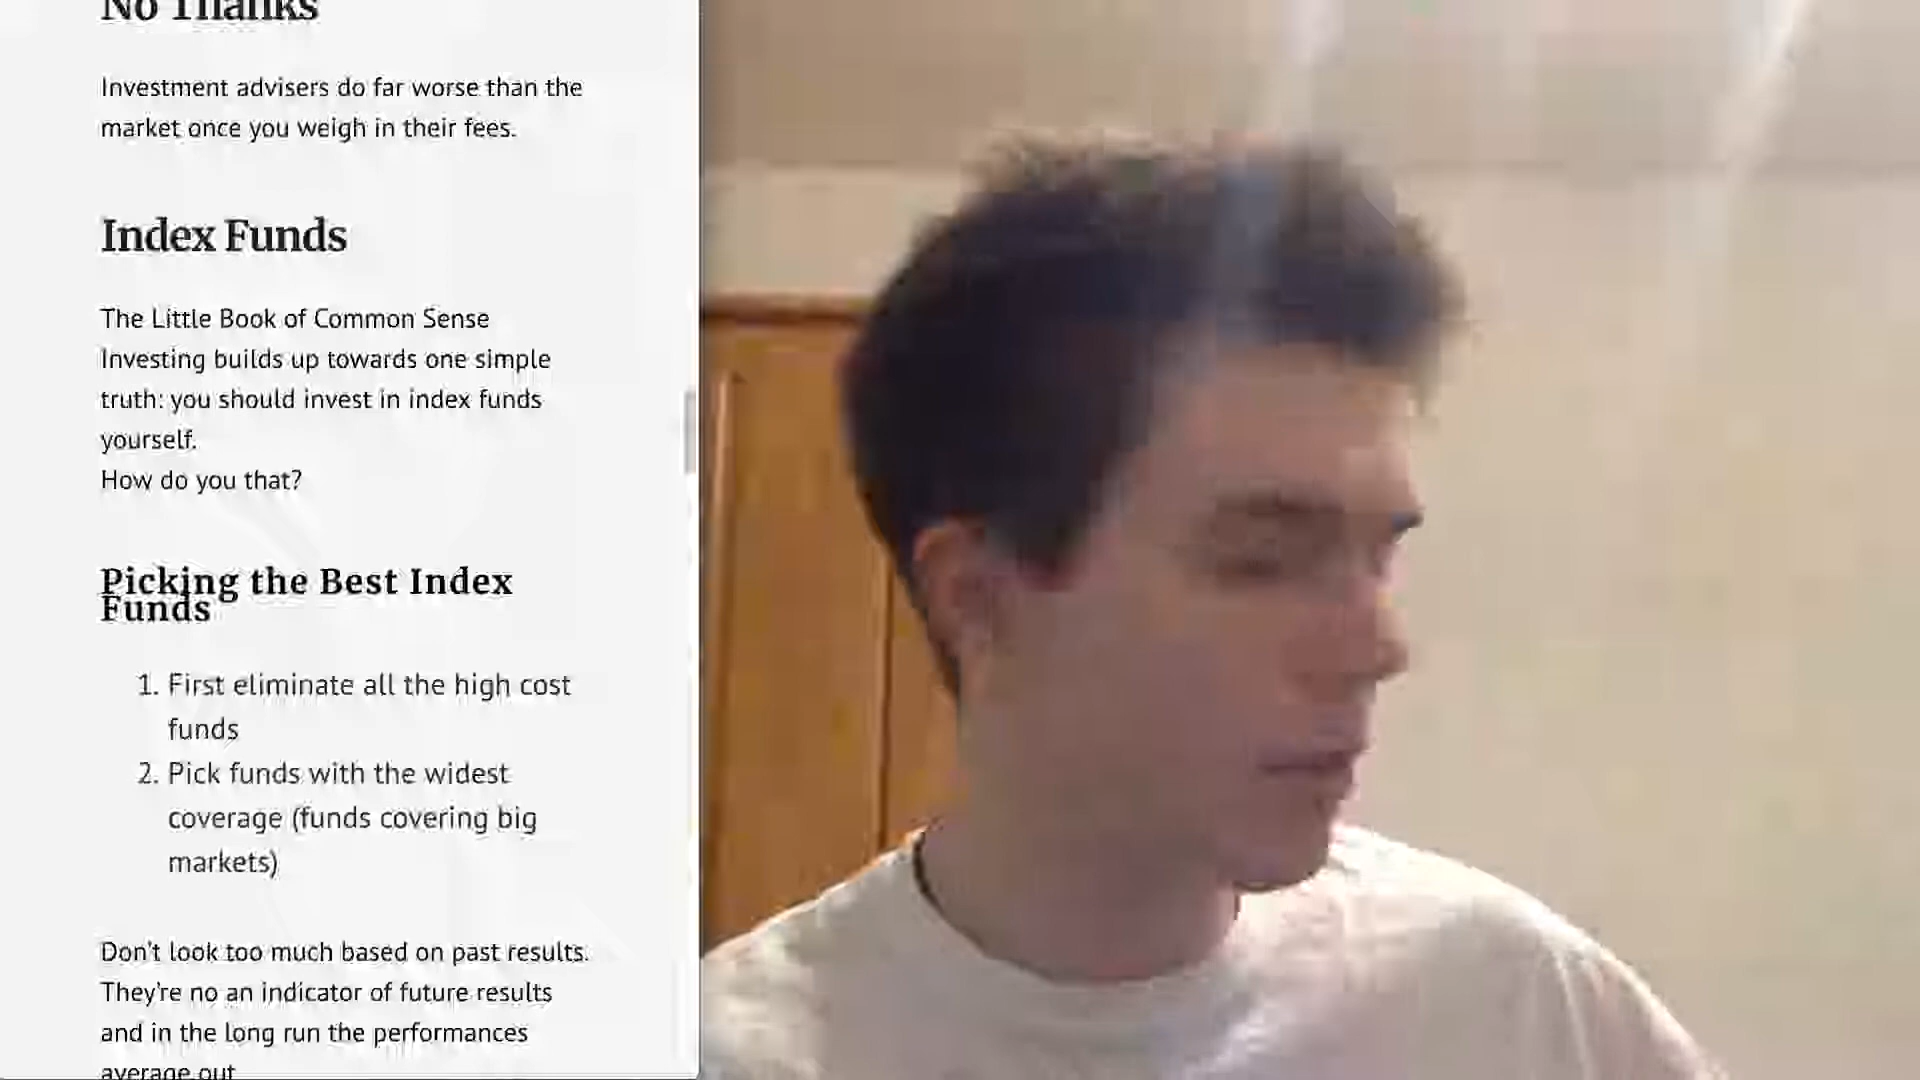 No Thanks
Investment advisers do far worse than the
market once you weigh in their fees.
Index Funds
The Little Book of Common Sense
Investing builds up towards one simple
truth: you should invest in index funds
yourself.
How do you that?
Picking the Best Index
Funds
1. First eliminate all the high cost
funds
2. Pick funds with the widest
coverage (funds covering big
markets)
Don't look too much based on past results.
They're no an indicator of future results
and in the long run the performances
average out